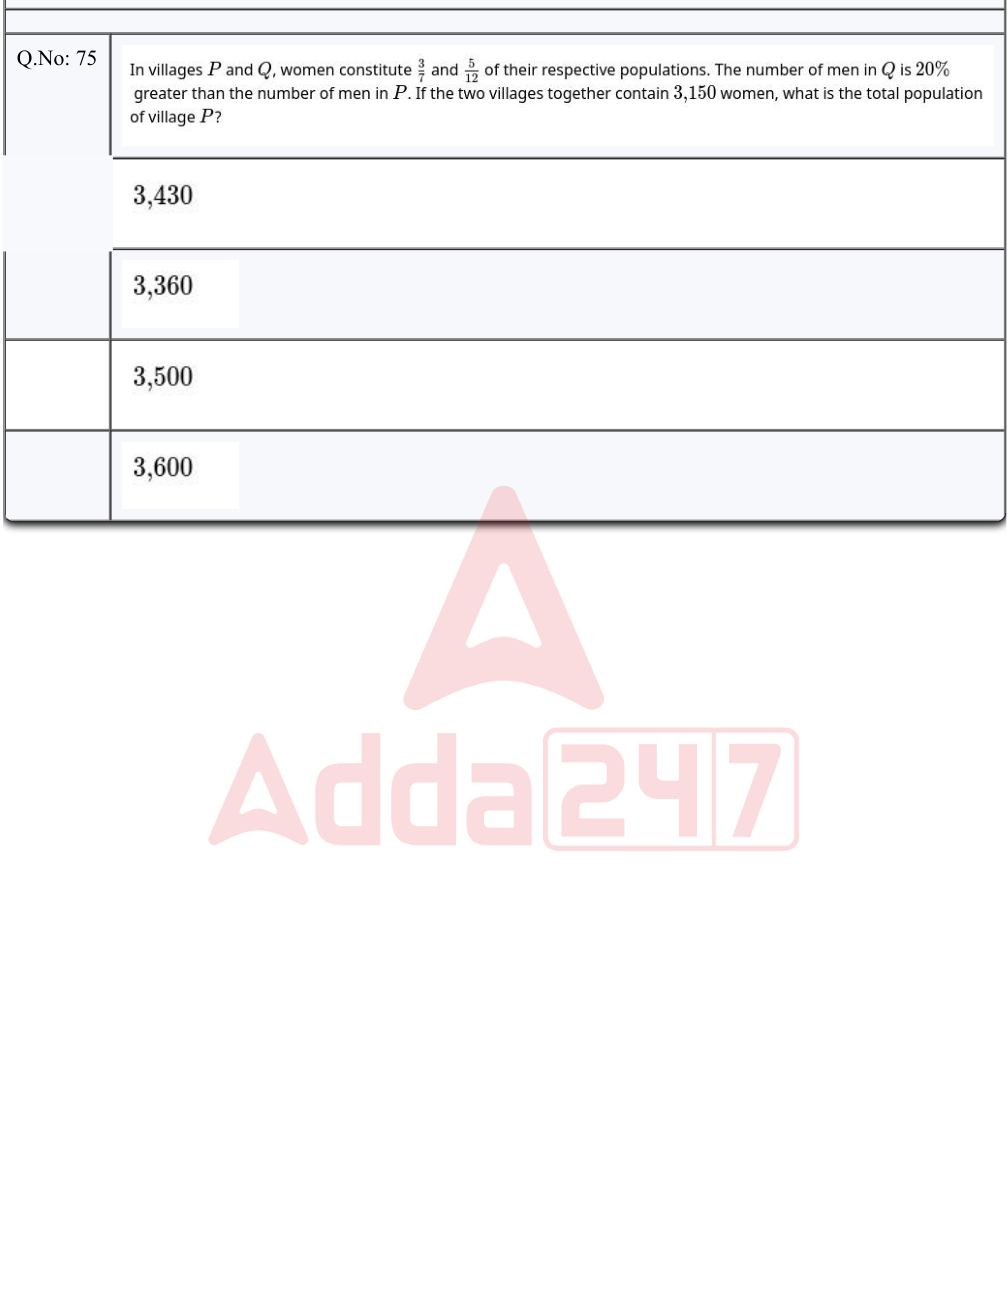 Q.No: 75
In villages P and Q, women constitute 3/7 and 5/12 of their respective populations. The number of men in Q is 20%
greater than the number of men in P. If the two villages together contain 3,150 women, what is the total population
of village P?
3,430
3,360
3,500
3,600
Adda247